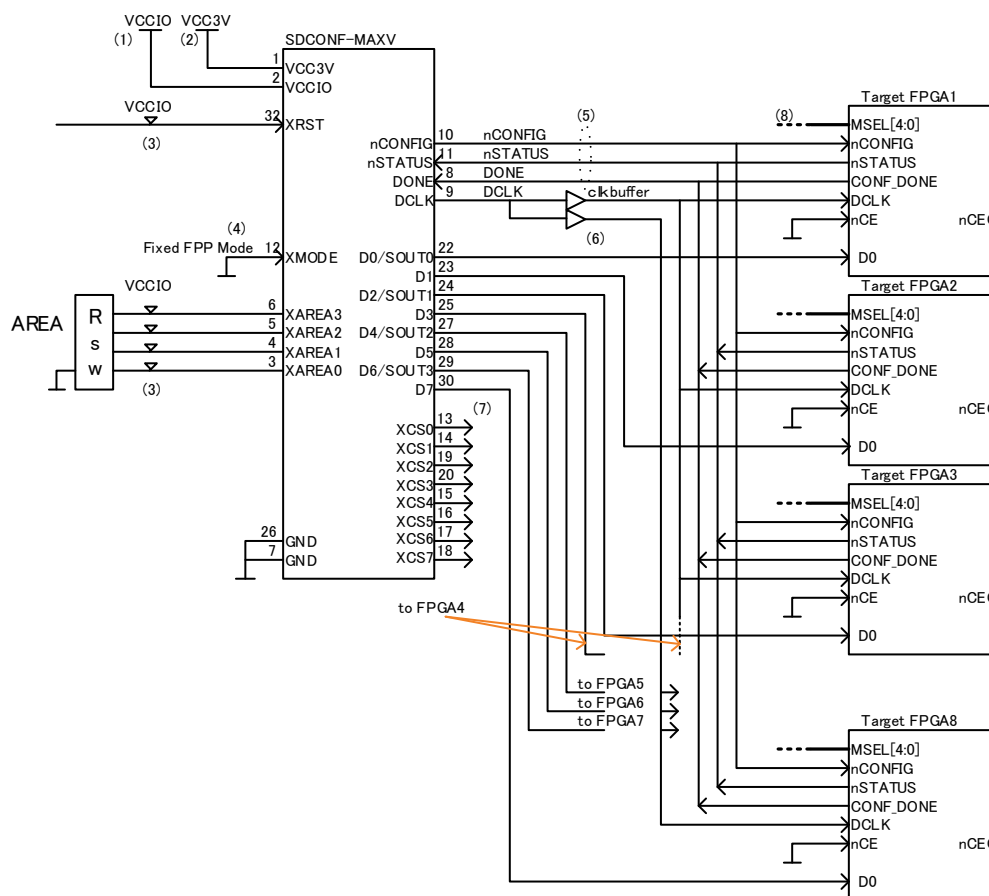 VCCIO
(1)
VCC3V
(2)
SDCONF-MAXV
1
VCC3V
2
VCCIO
VCCIO
(3)
32
XRST
nCONFIG
10
nCONFIG
nSTATUS
11
nSTATUS
DONE
8
DONE
DCLK
9
DCLK
(5)
clkbuffer
(6)
(4)
Fixed FPP Mode
12
XMODE
D0/SOUT0
22
D1
23
D2/SOUT1
24
D3
25
D4/SOUT2
27
D5
28
D6/SOUT3
29
D7
30
VCCIO
AREA
R
s
w
6
XAREA3
5
XAREA2
4
XAREA1
3
XAREA0
(3)
(7)
XCS0
13
XCS1
14
XCS2
19
XCS3
20
XCS4
15
XCS5
16
XCS6
17
XCS7
18
26
GND
7
GND
to FPGA4
to FPGA5
to FPGA6
to FPGA7
Target FPGA1
(8)
MSEL[4:0]
nCONFIG
nSTATUS
CONF_DONE
DCLK
nCE
nCEO
D0
Target FPGA2
MSEL[4:0]
nCONFIG
nSTATUS
CONF_DONE
DCLK
nCE
nCEO
D0
Target FPGA3
MSEL[4:0]
nCONFIG
nSTATUS
CONF_DONE
DCLK
nCE
nCEO
D0
Target FPGA8
MSEL[4:0]
nCONFIG
nSTATUS
CONF_DONE
DCLK
nCE
nCEO
D0